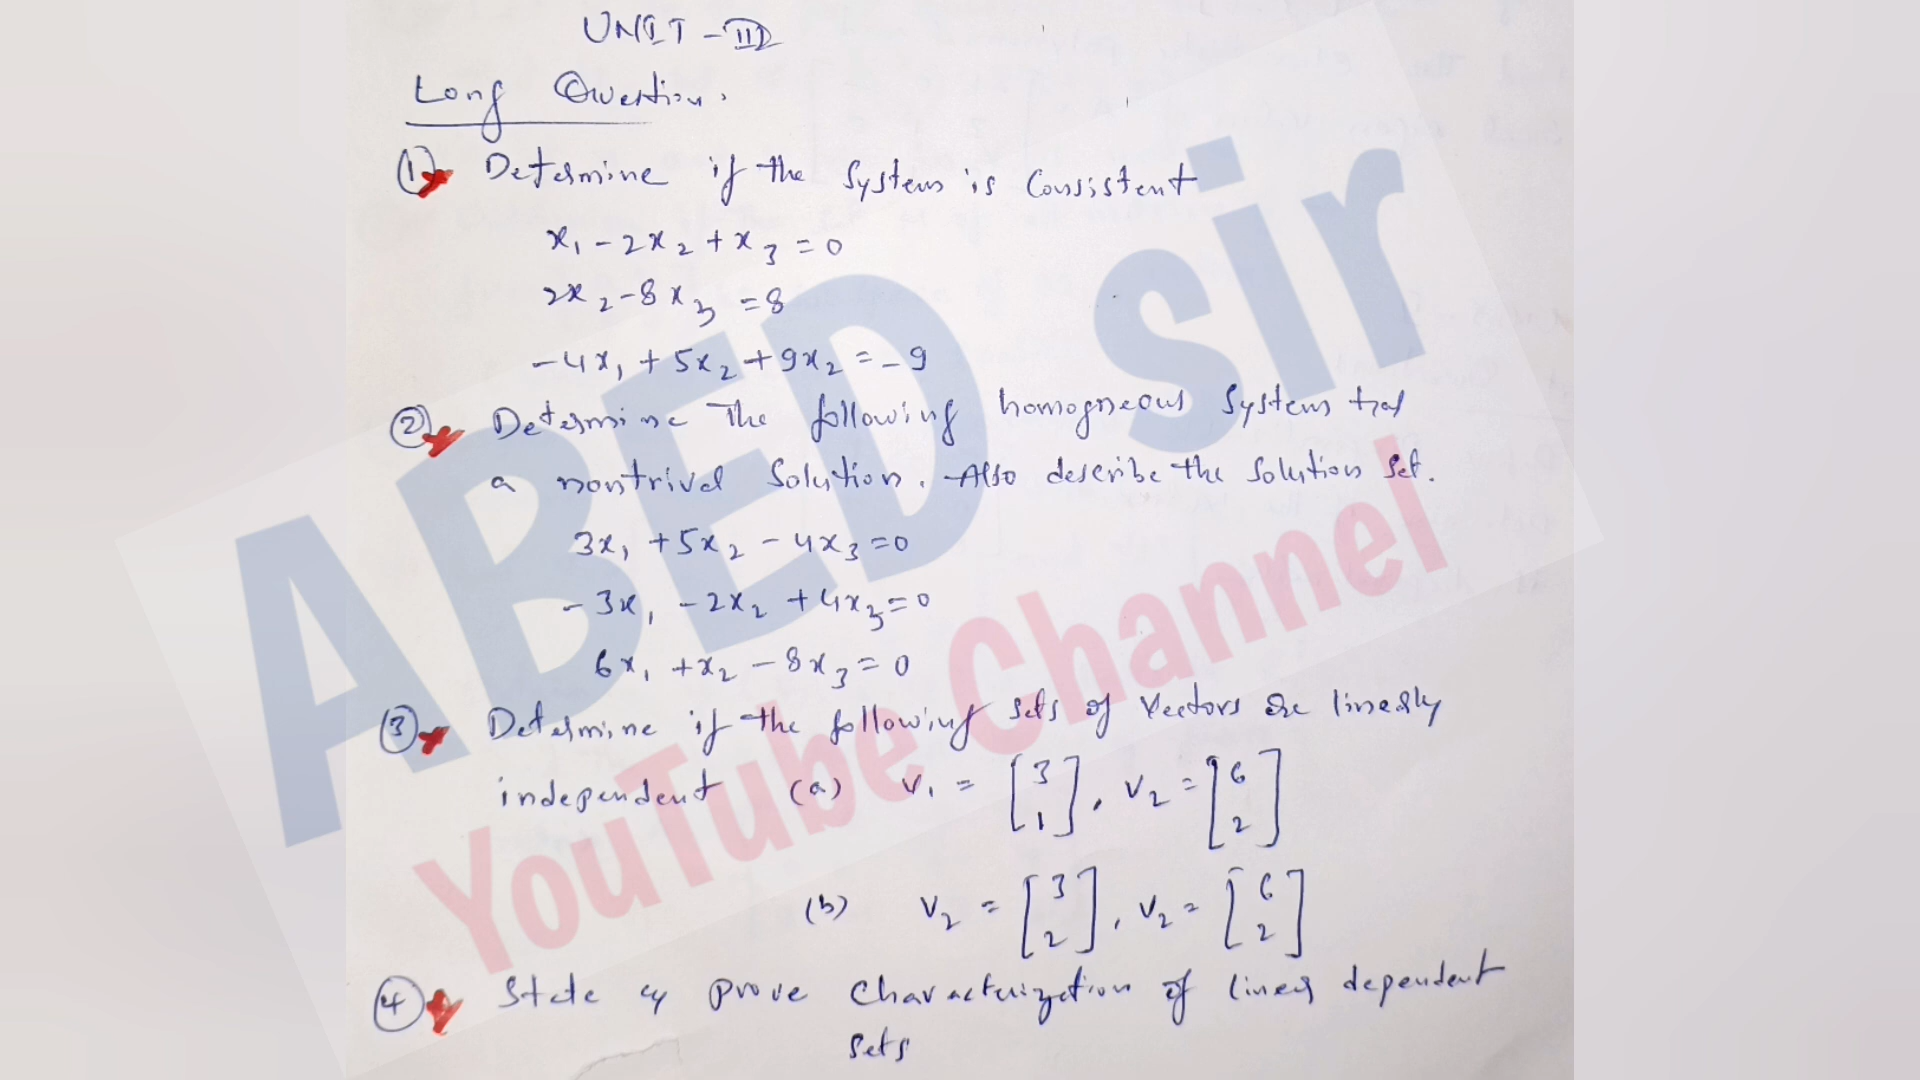 UNIT - III
Long Question.
① Determine if the System is Consistent
x₁ - 2x₂ + x₃ = 0
2x₂ - 8x₃ = 8
-4x₁ + 5x₂ + 9x₂ = -9
② Determine The following homogneous System has
a nontrival Solution. Also describe the Solution Set.
3x₁ + 5x₂ - 4x₃ = 0
- 3x₁ - 2x₂ + 4x₃ = 0
6x₁ + x₂ - 8x₃ = 0
③ Determine if the following sets of Vectors are linearly
independent (a) v₁ = [3 1], v₂ = [6 2]
(b) v₂ = [3 2], v₂ = [6 2]
④ State & prove Characterization of linear dependent
Sets
ABED sir
YouTube Channel